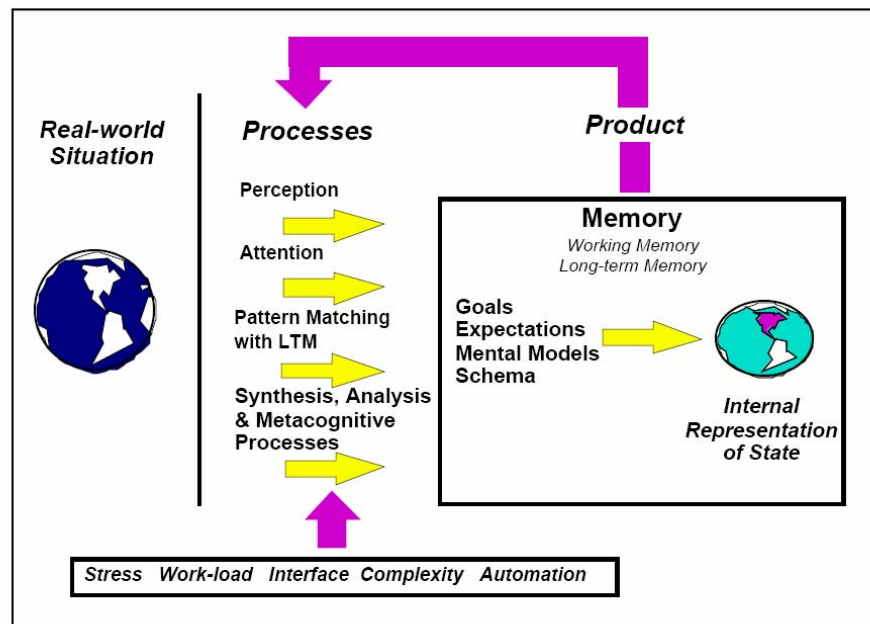 Real-world
Situation
Processes
Product
Perception
Attention
Pattern Matching
with LTM
Synthesis, Analysis
& Metacognitive
Processes
Memory
Working Memory
Long-term Memory
Goals
Expectations
Mental Models
Schema
Internal
Representation
of State
Stress Work-load Interface Complexity Automation